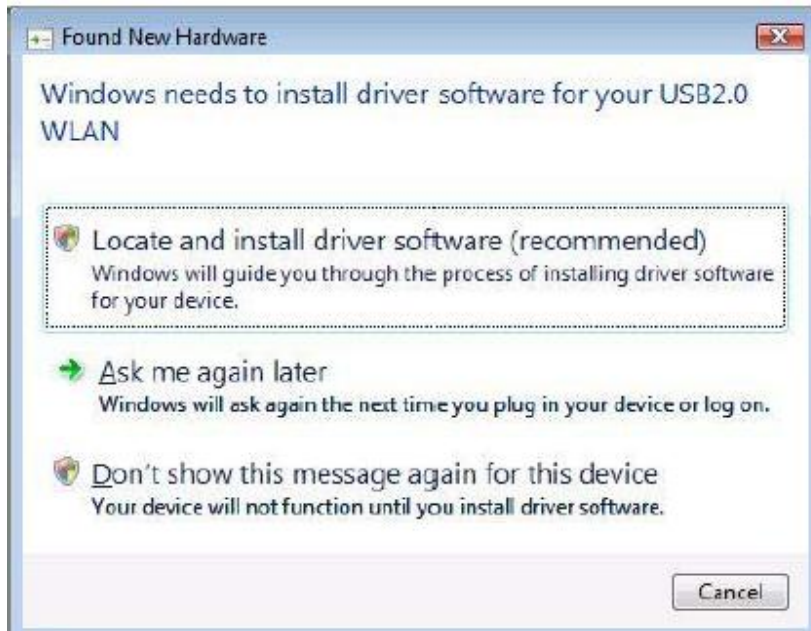 Found New Hardware
Windows needs to install driver software for your USB2.0
WLAN
Locate and install driver software (recommended)
Windows will guide you through the process of installing driver software
for your device.
Ask me again later
Windows will ask again the next time you plug in your device or log on.
Don't show this message again for this device
Your device will not function until you install driver software.
Cancel